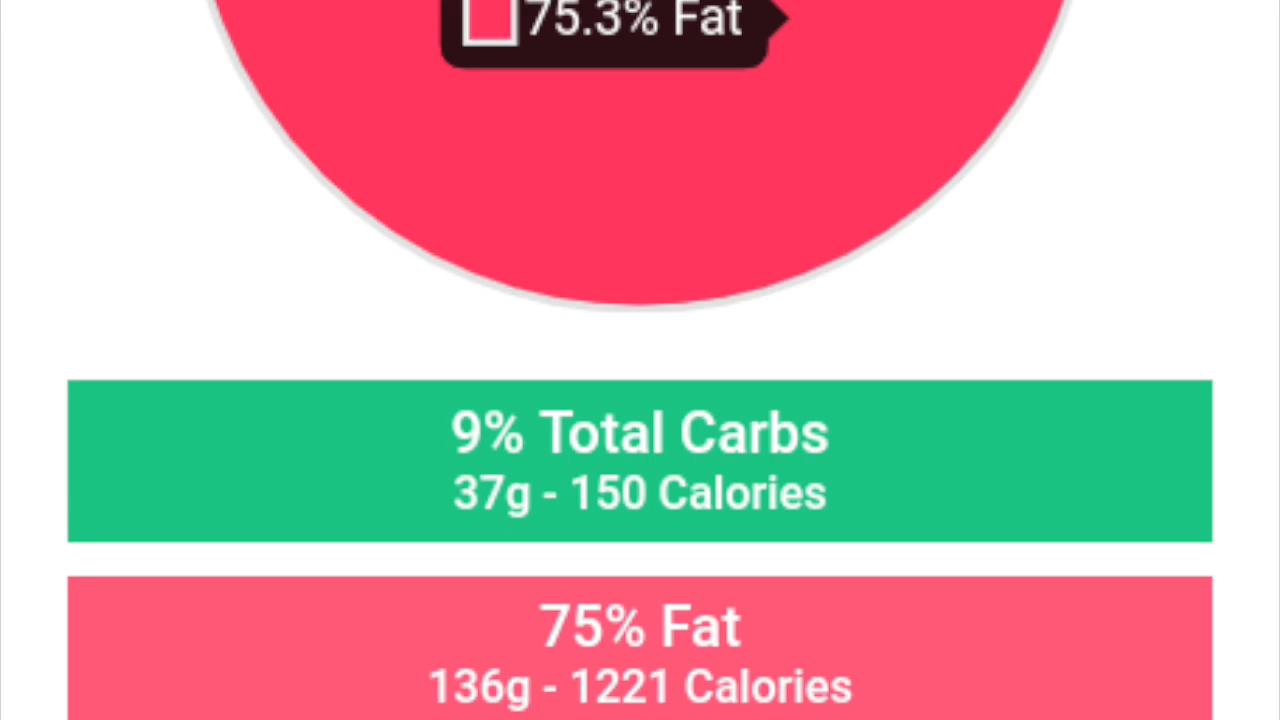 75.3% Fat
9% Total Carbs
37g - 150 Calories
75% Fat
136g - 1221 Calories